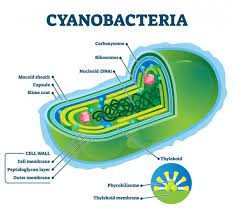 CYANOBACTERIA
Carboxysome
Ribosomes
Nucleoid (DNA)
Mucoid sheath
Capsule
Slime coat
CELL WALL
Cell membrane
Peptidoglycan layer
Outer membrane
Thylakoid
Phycobilisome
Thylakoid membrane